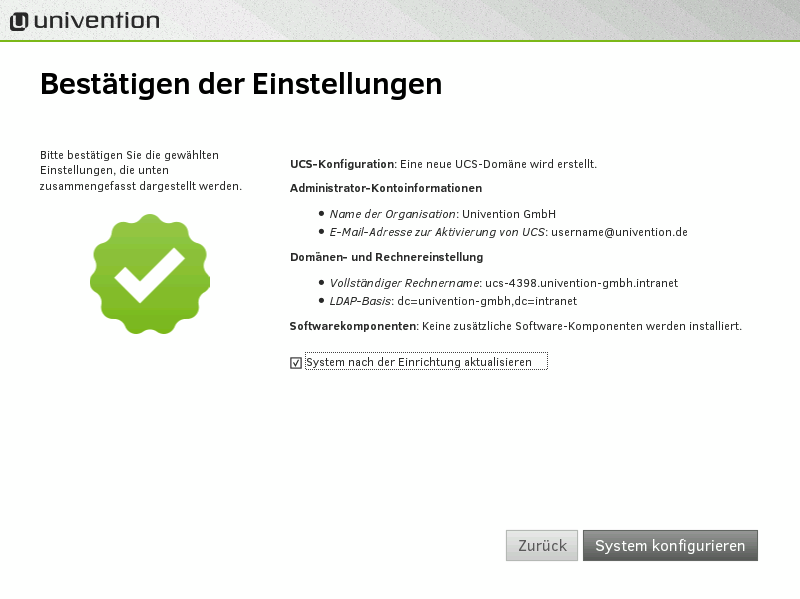 univention
Bestätigen der Einstellungen
Bitte bestätigen Sie die gewählten
Einstellungen, die unten
zusammengefasst dargestellt werden.
UCS-Konfiguration: Eine neue UCS-Domäne wird erstellt.
Administrator-Kontoinformationen
• Name der Organisation: Univention GmbH
• E-Mail-Adresse zur Aktivierung von UCS: username@univention.de
Domänen- und Rechnereinstellung
• Vollständiger Rechnername: ucs-4398.univention-gmbh.intranet
• LDAP-Basis: dc=univention-gmbh,dc=intranet
Softwarekomponenten: Keine zusätzliche Software-Komponenten werden installiert.
System nach der Einrichtung aktualisieren
Zurück
System konfigurieren